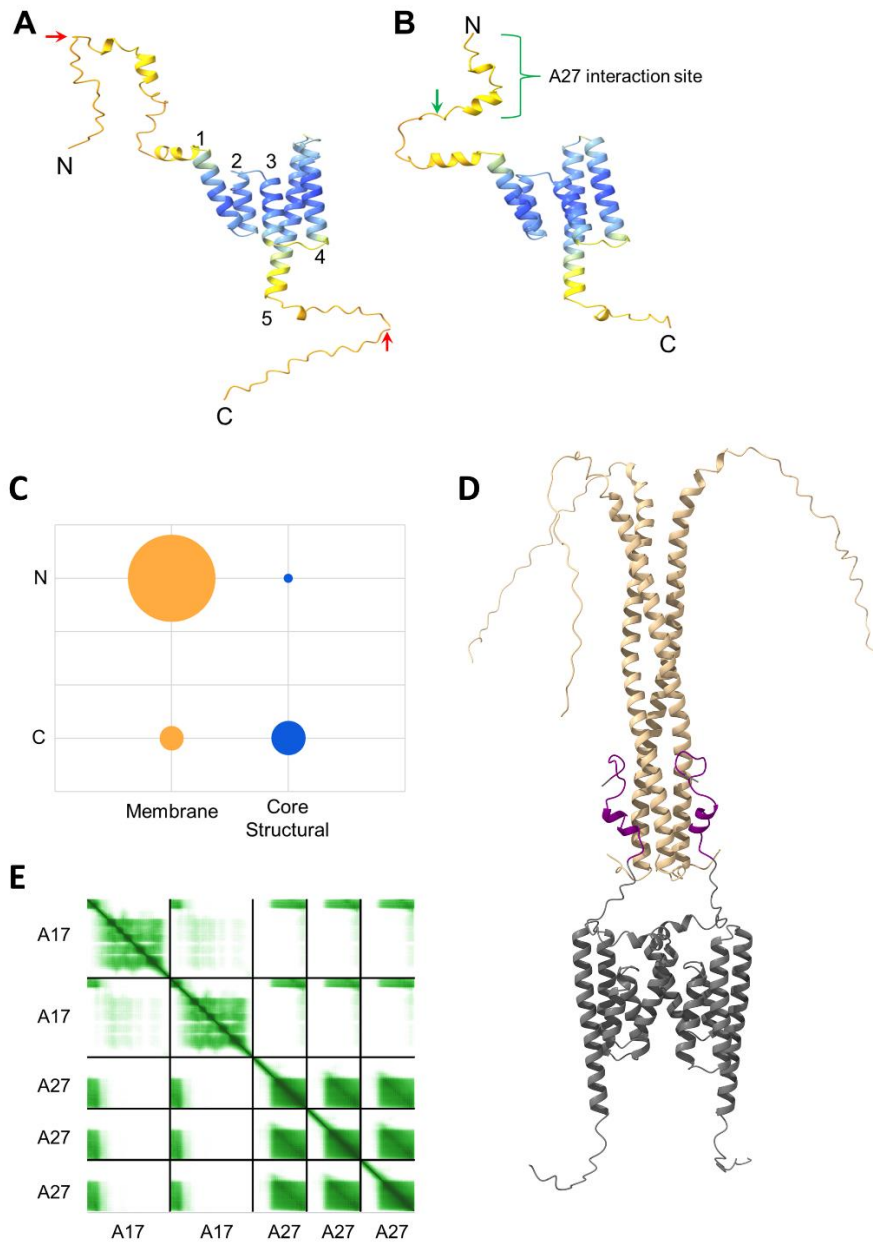 A
B
N
A27 interaction site
1
2
3
N
4
5
C
C
C
D
N
C
Membrane
Core
Structural
E
A17
A17
A27
A27
A27
A17 A17 A27 A27 A27